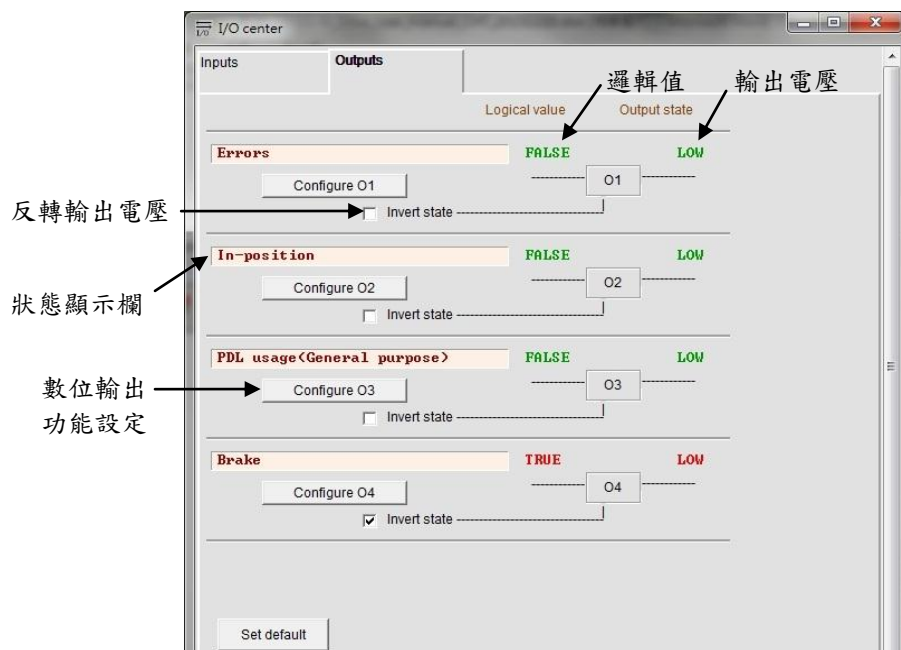 I/O center
Inputs
Outputs
邏輯值
輸出電壓
Logical value
Output state
Errors
FALSE
LOW
Configure O1
O1
反轉輸出電壓
Invert state
In-position
FALSE
LOW
Configure O2
O2
狀態顯示欄
Invert state
PDL usage(General purpose)
FALSE
LOW
數位輸出
功能設定
Configure O3
O3
Invert state
Brake
TRUE
LOW
Configure O4
O4
Invert state
Set default